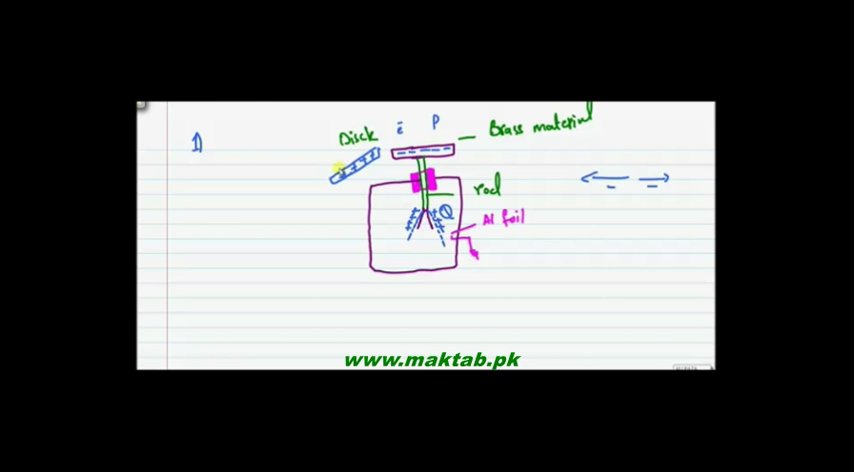 1)
Disck
ē
P
Brass material
rod
Q
Al foil
www.maktab.pk